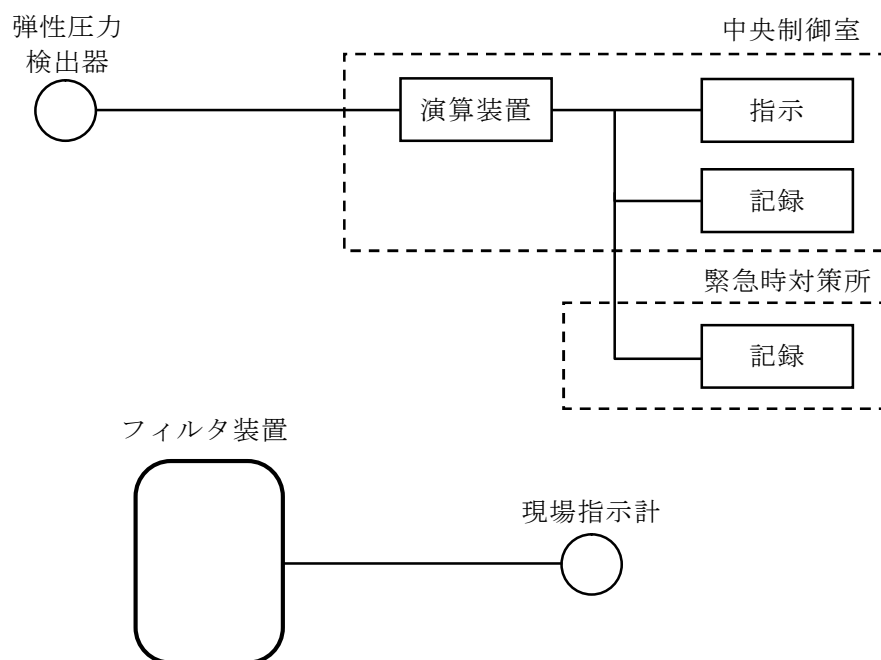 弾性圧力
検出器
中央制御室
演算装置
指示
記録
緊急時対策所
記録
フィルタ装置
現場指示計